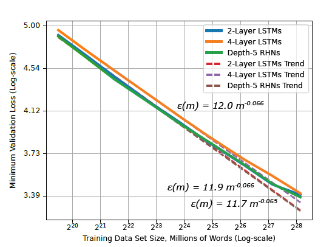 5.00
4.54
4.12
3.73
3.39
Minimum Validation Loss (Log-scale)
2-Layer LSTMs
4-Layer LSTMs
Depth-5 RHNs
2-Layer LSTMs Trend
4-Layer LSTMs Trend
Depth-5 RHNs Trend
ε(m) = 12.0 m^-0.066
ε(m) = 11.9 m^-0.066
ε(m) = 11.7 m^-0.065
2^20 2^21 2^22 2^23 2^24 2^25 2^26 2^27 2^28
Training Data Set Size, Millions of Words (Log-scale)